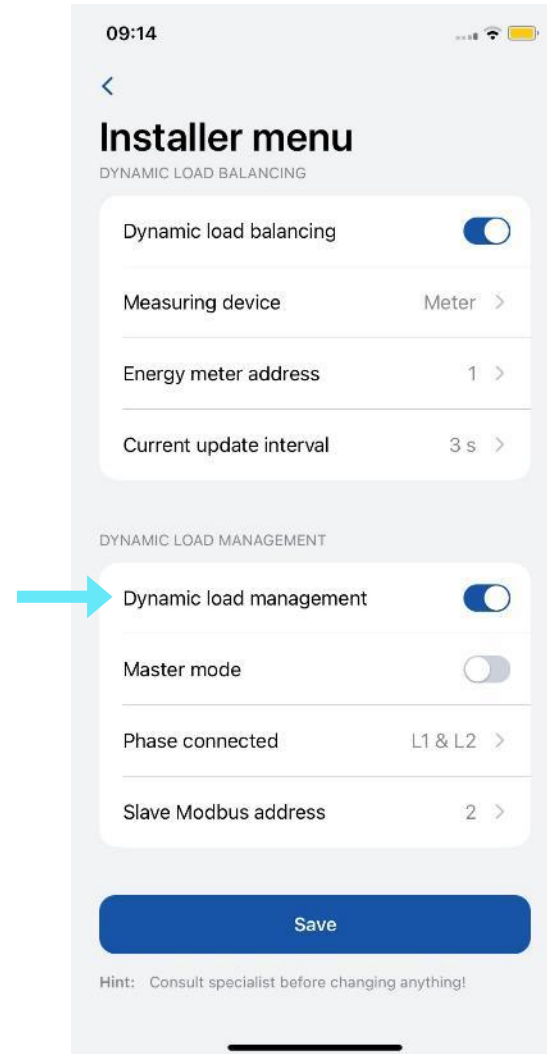 09:14
Installer menu
DYNAMIC LOAD BALANCING
Dynamic load balancing
Measuring device Meter
Energy meter address 1
Current update interval 3 s
DYNAMIC LOAD MANAGEMENT
Dynamic load management
Master mode
Phase connected L1 & L2
Slave Modbus address 2
Save
Hint: Consult specialist before changing anything!